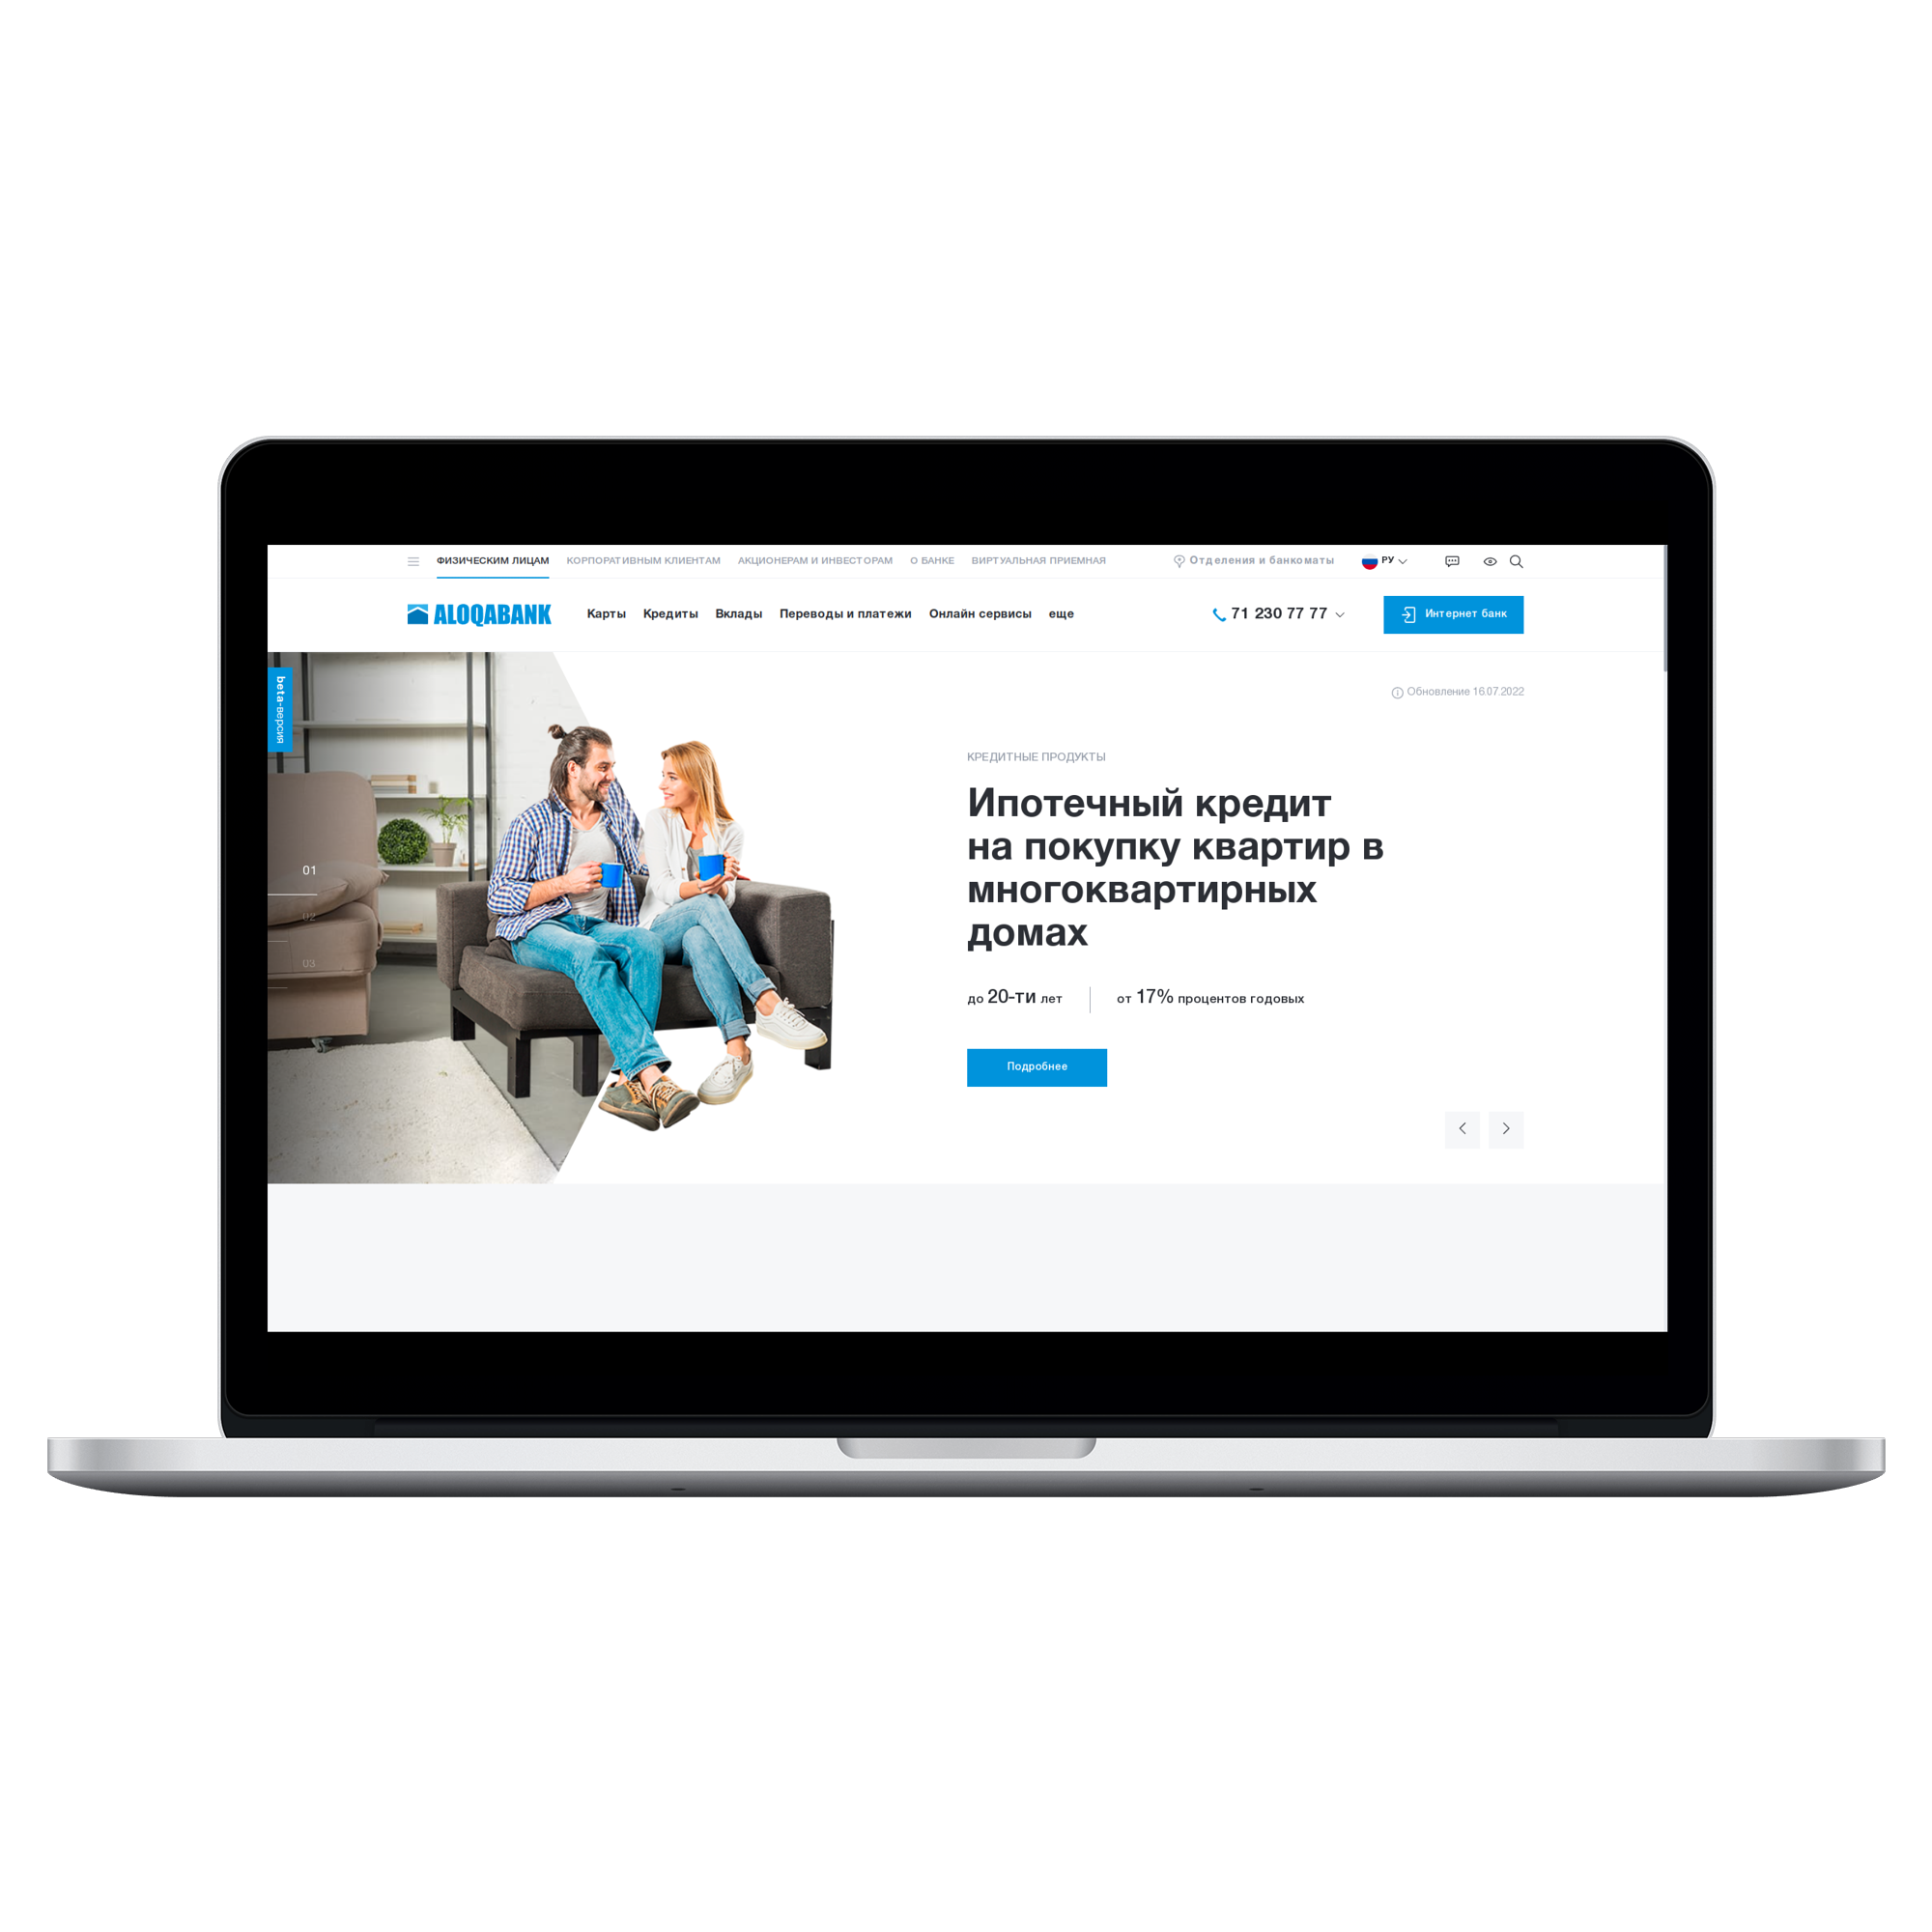 ФИЗИЧЕСКИМ ЛИЦАМ КОРПОРАТИВНЫМ КЛИЕНТАМ АКЦИОНЕРАМ И ИНВЕСТОРАМ О БАНКЕ ВИРТУАЛЬНАЯ ПРИЕМНАЯ Отделения и банкоматы РУ
ALOQABANK Карты Кредиты Вклады Переводы и платежи Онлайн сервисы еще 71 230 77 77 Интернет банк
beta-версия
Обновление 16.07.2022
КРЕДИТНЫЕ ПРОДУКТЫ
Ипотечный кредит
на покупку квартир в
многоквартирных
домах
01
02
03
до 20-ти лет от 17% процентов годовых
Подробнее